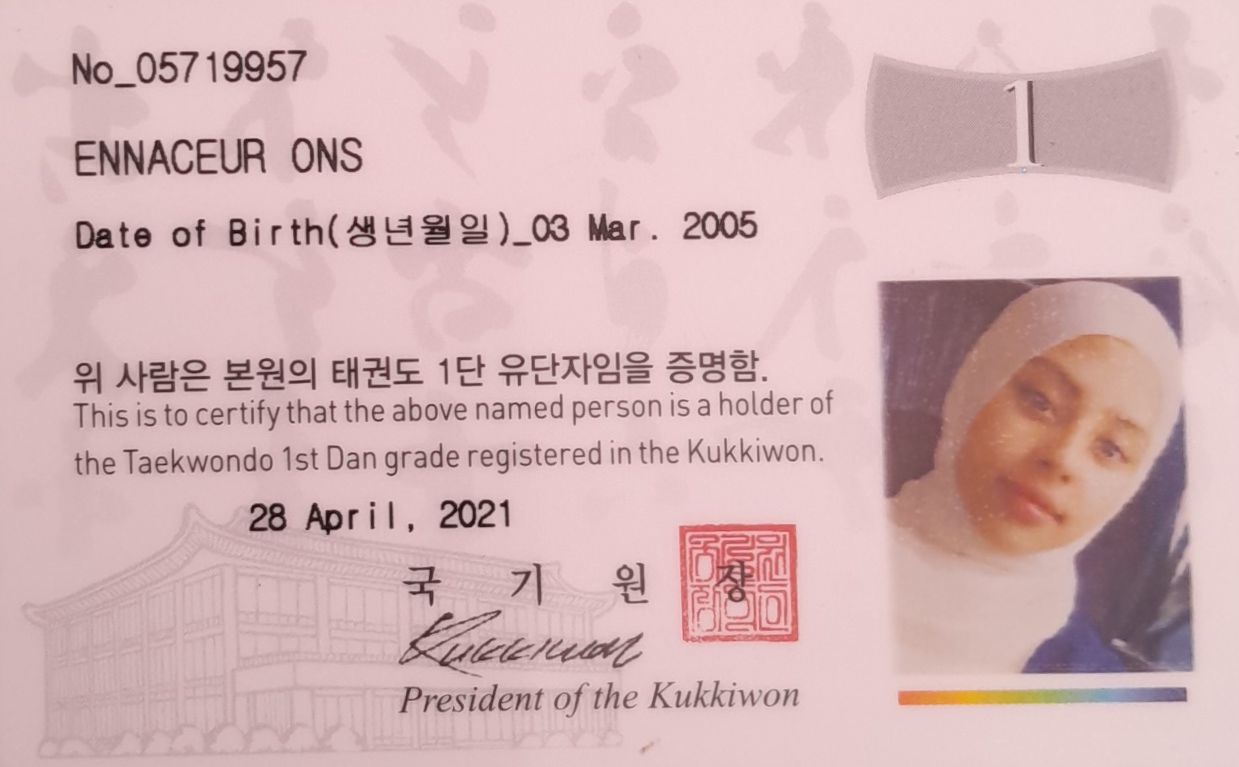 No_05719957
1
ENNACEUR ONS
Date of Birth(생년월일)_03 Mar. 2005
위 사람은 본원의 태권도 1단 유단자임을 증명함.
This is to certify that the above named person is a holder of
the Taekwondo 1st Dan grade registered in the Kukkiwon.
28 April, 2021
국 기 원 장
Kukkiwon
President of the Kukkiwon